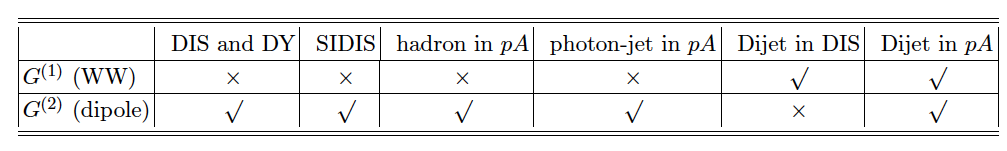 DIS and DY SIDIS hadron in pA photon-jet in pA Dijet in DIS Dijet in pA
G⁽¹⁾ (WW) × × × × √ √
G⁽²⁾ (dipole) √ √ √ √ × √